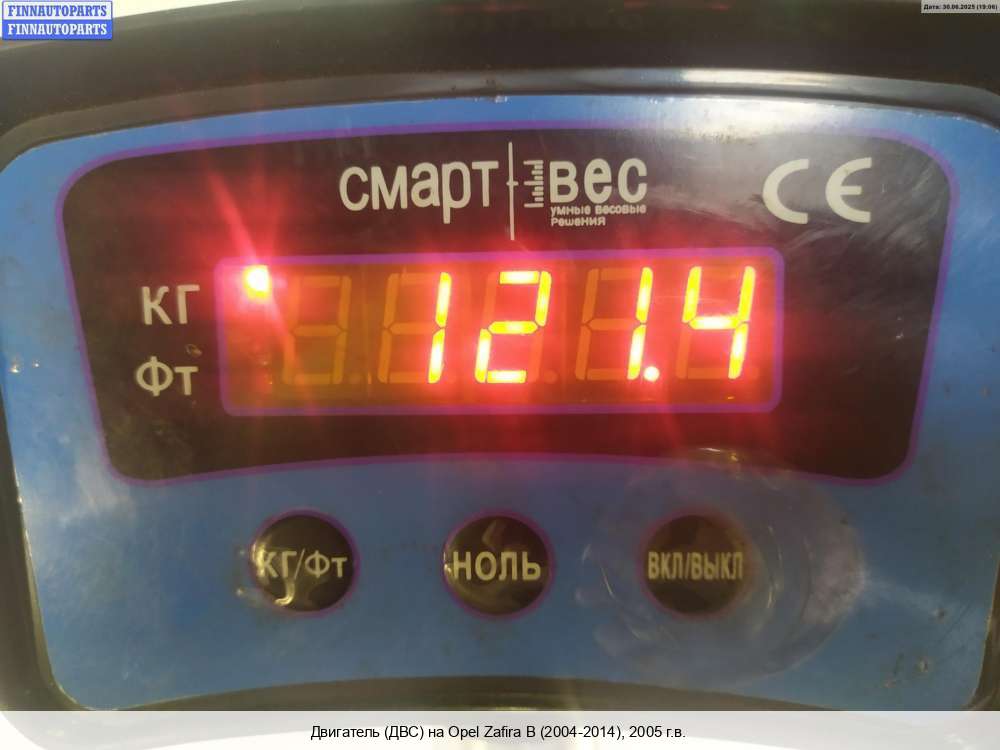 FINNAUTOPARTS
FINNAUTOPARTS
Дата: 30.06.2025 (19:06)
смарт вес
умные весовые
решения
CE
КГ
ФТ
121.4
КГ/ФТ
НОЛЬ
ВКЛ/ВЫКЛ
Двигатель (ДВС) на Opel Zafira B (2004-2014), 2005 г.в.